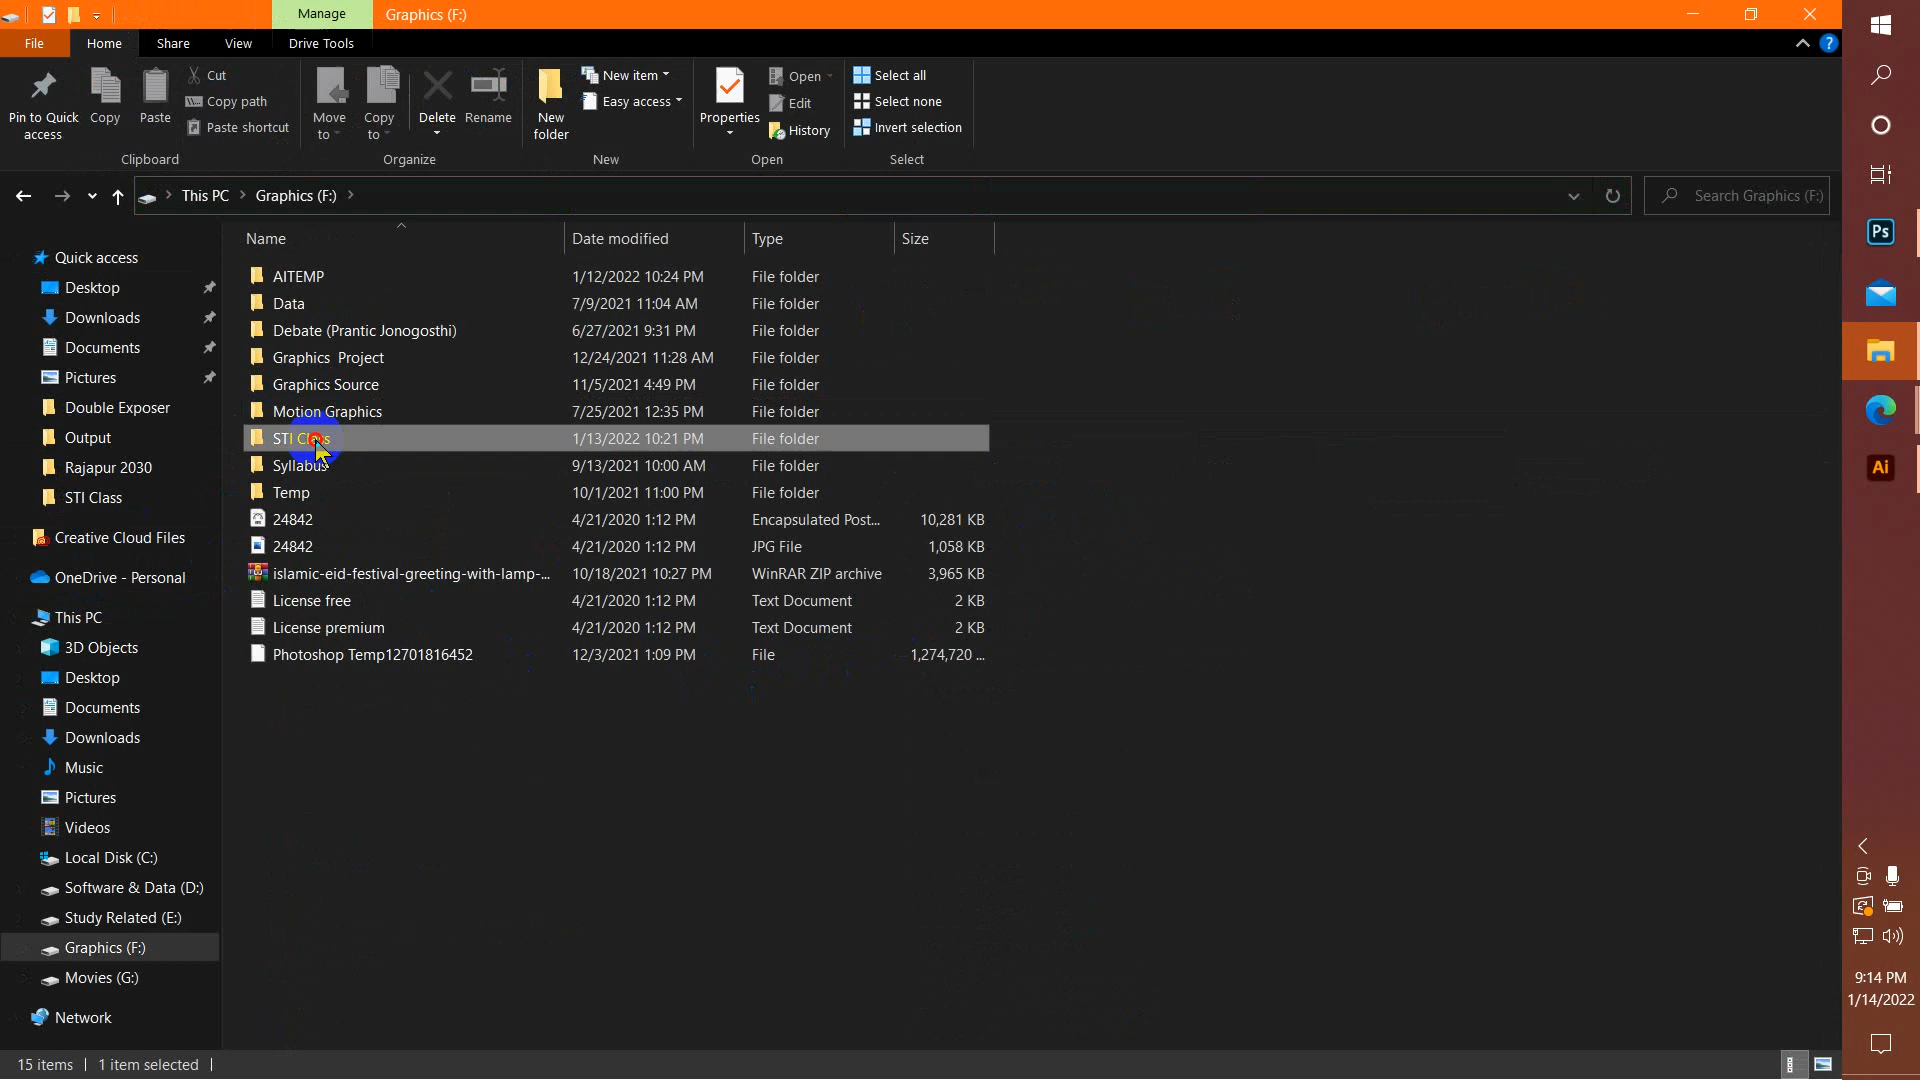 Manage
Graphics (F:)
File
Home
Share
View
Drive Tools
Pin to Quick access
Copy
Paste
Cut
Copy path
Paste shortcut
Clipboard
Move to
Copy to
Delete
Rename
Organize
New folder
New item
Easy access
New
Properties
Open
Edit
History
Open
Select all
Select none
Invert selection
Select
This PC
Graphics (F:)
Search Graphics (F:)
Name Date modified Type Size
AITEMP 1/12/2022 10:24 PM File folder
Data 7/9/2021 11:04 AM File folder
Debate (Prantic Jonogosthi) 6/27/2021 9:31 PM File folder
Graphics  Project 12/24/2021 11:28 AM File folder
Graphics Source 11/5/2021 4:49 PM File folder
Motion Graphics 7/25/2021 12:35 PM File folder
STI Class 1/13/2022 10:21 PM File folder
Syllabus 9/13/2021 10:00 AM File folder
Temp 10/1/2021 11:00 PM File folder
24842 4/21/2020 1:12 PM Encapsulated Post... 10,281 KB
24842 4/21/2020 1:12 PM JPG File 1,058 KB
islamic-eid-festival-greeting-with-lamp-... 10/18/2021 10:27 PM WinRAR ZIP archive 3,965 KB
License free 4/21/2020 1:12 PM Text Document 2 KB
License premium 4/21/2020 1:12 PM Text Document 2 KB
Photoshop Temp12701816452 12/3/2021 1:09 PM File 1,274,720 ...
Quick access
Desktop
Downloads
Documents
Pictures
Double Exposer
Output
Rajapur 2030
STI Class
Creative Cloud Files
OneDrive - Personal
This PC
3D Objects
Desktop
Documents
Downloads
Music
Pictures
Videos
Local Disk (C:)
Software & Data (D:)
Study Related (E:)
Graphics (F:)
Movies (G:)
Network
15 items
1 item selected
?
Ps
Ai
9:14 PM
1/14/2022